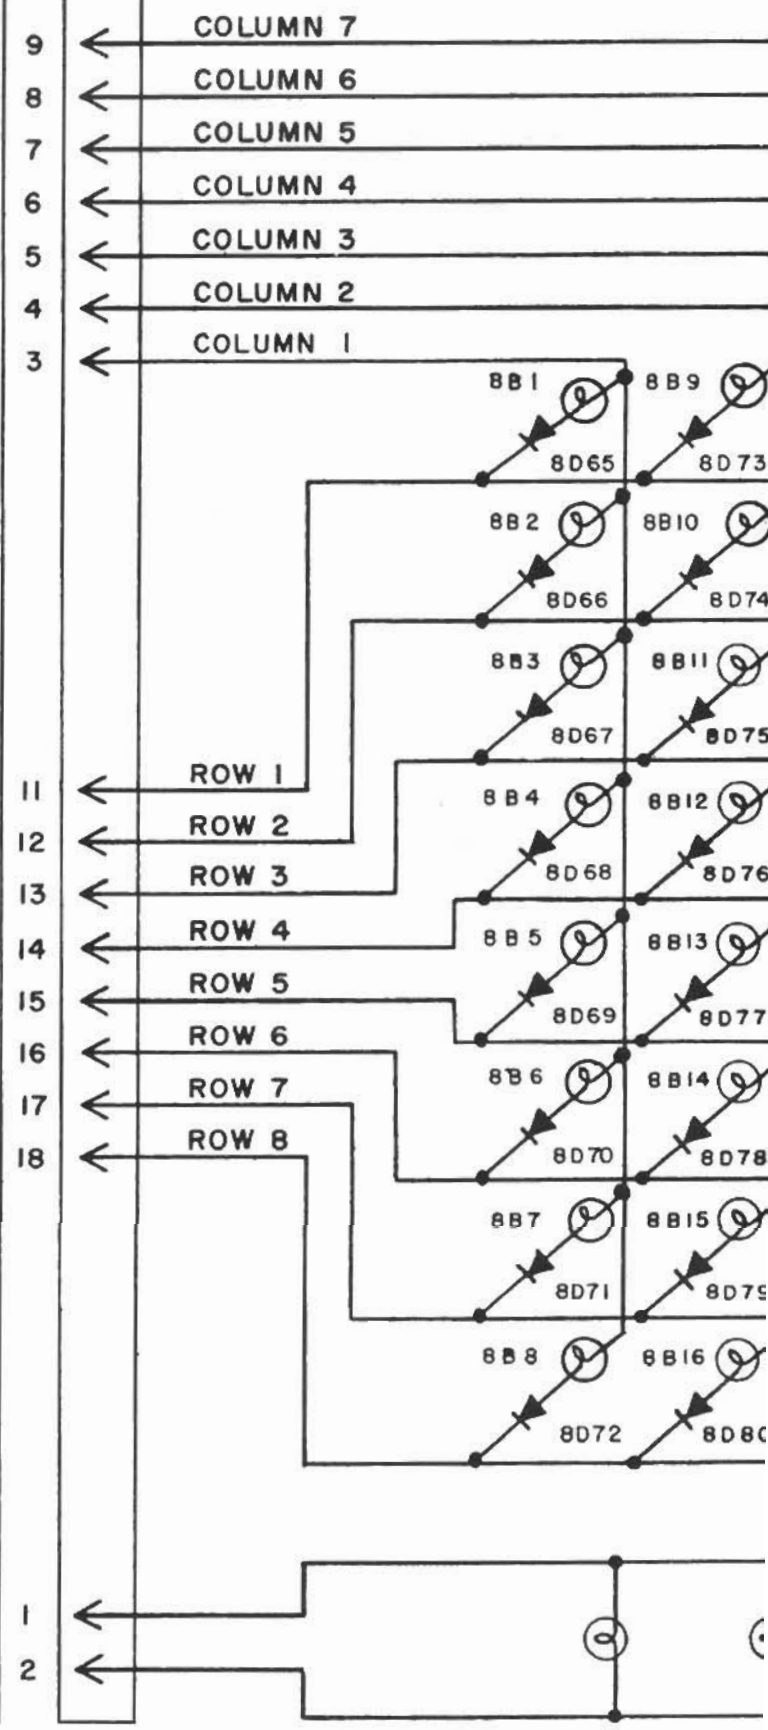 9 COLUMN 7
8 COLUMN 6
7 COLUMN 5
6 COLUMN 4
5 COLUMN 3
4 COLUMN 2
3 COLUMN 1
8B1 8B9
8D65 8D73
8B2 8B10
8D66 8D74
8B3 8B11
8D67 8D75
11 ROW 1
8B4 8B12
12 ROW 2
8D68 8D76
13 ROW 3
14 ROW 4
8B5 8B13
15 ROW 5
8D69 8D77
16 ROW 6
8B6 8B14
17 ROW 7
18 ROW 8
8D70 8D78
8B7 8B15
8D71 8D79
8B8 8B16
8D72 8D80
1
2